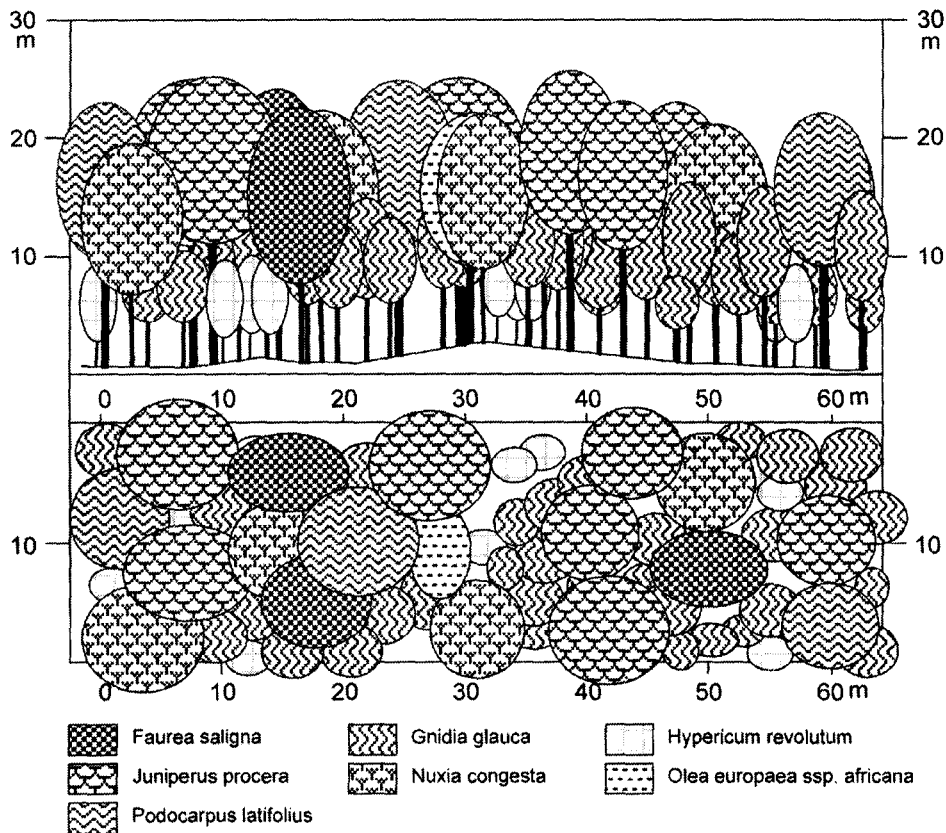 30 30
m m
20 20
10 10
0 10 20 30 40 50 60 m
10 10
0 10 20 30 40 50 60 m
Faurea saligna Gnidia glauca Hypericum revolutum
Juniperus procera Nuxia congesta Olea europaea ssp. africana
Podocarpus latifolius